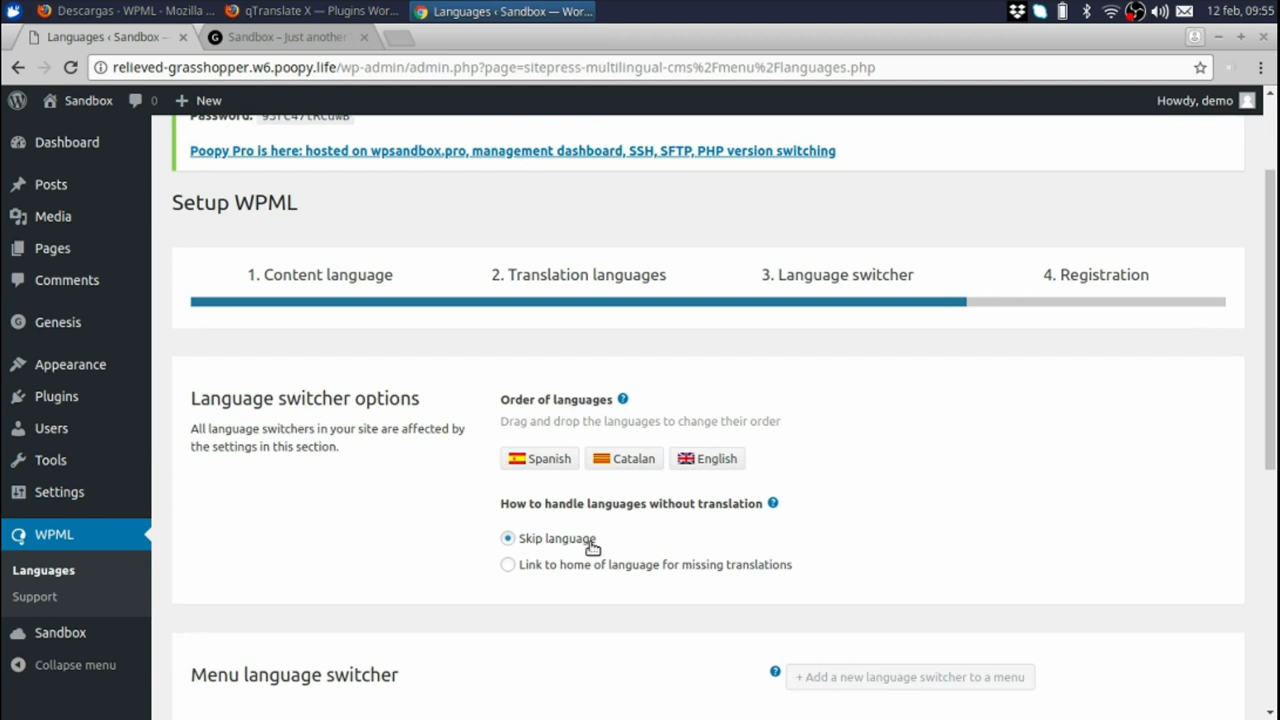 Descargas - WPML - Mozilla ...
qTranslate X — Plugins Wor...
Languages ‹ Sandbox — Wor...
12 feb, 09:55
Languages ‹ Sandbox —
Sandbox – Just another
relieved-grasshopper.w6.poopy.life/wp-admin/admin.php?page=sitepress-multilingual-cms%2Fmenu%2Flanguages.php
Sandbox
0
New
Howdy, demo
Password:
Poopy Pro is here: hosted on wpsandbox.pro, management dashboard, SSH, SFTP, PHP version switching
Dashboard
Posts
Media
Pages
Comments
Genesis
Appearance
Plugins
Users
Tools
Settings
WPML
Languages
Support
Sandbox
Collapse menu
Setup WPML
1. Content language
2. Translation languages
3. Language switcher
4. Registration
Language switcher options
All language switchers in your site are affected by
the settings in this section.
Order of languages
Drag and drop the languages to change their order
Spanish
Catalan
English
How to handle languages without translation
Skip language
Link to home of language for missing translations
Menu language switcher
+ Add a new language switcher to a menu